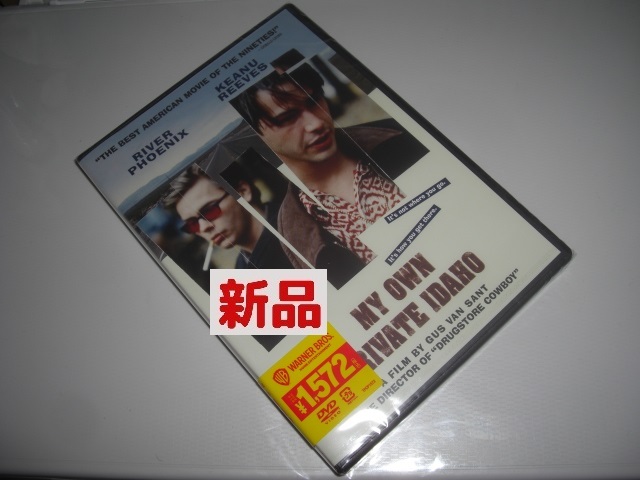 "THE BEST AMERICAN MOVIE OF THE NINETIES!"
RIVER
PHOENIX
KEANU
REEVES
It's not where you go.
It's how you get there.
MY OWN
PRIVATE IDAHO
A FILM BY GUS VAN SANT
DIRECTOR OF "DRUGSTORE COWBOY"
新品
WARNER BROS.
¥1,572
DVD
VIDEO